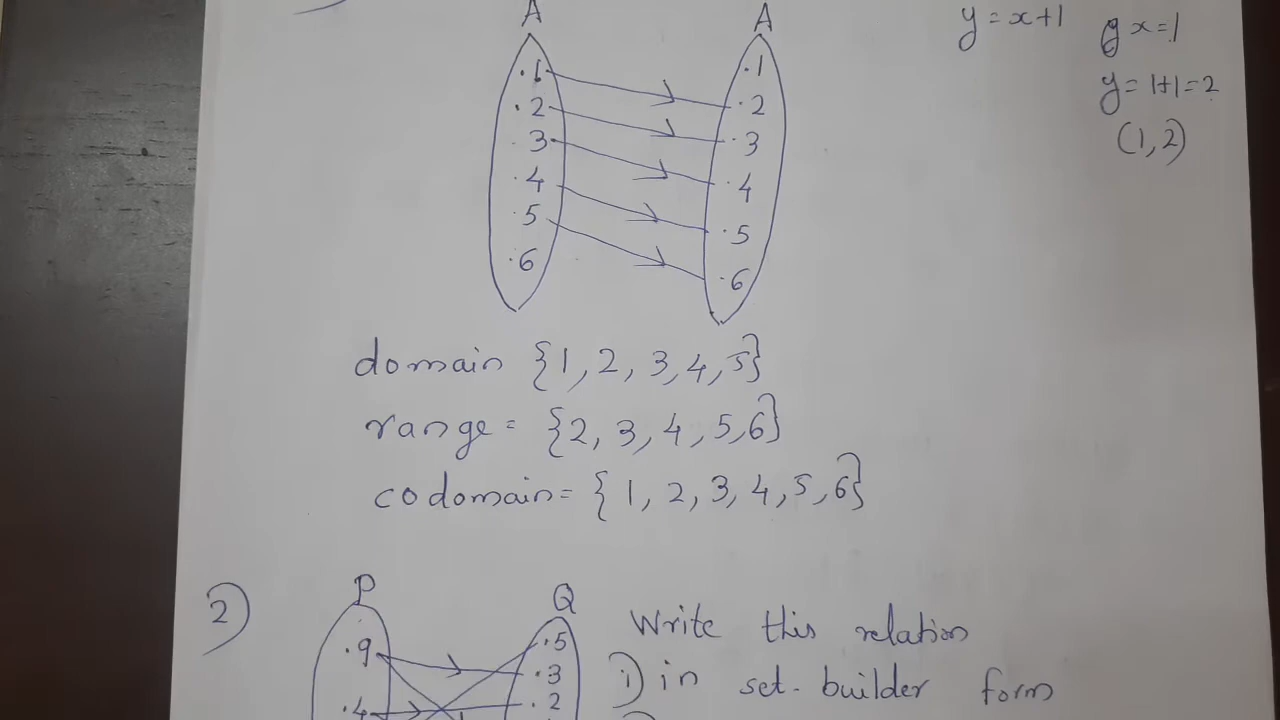 A A
y = x+1
x=1
y = 1+1=2
(1,2)
.1 .1
.2 .2
.3 .3
.4 .4
.5 .5
.6 .6
domain {1, 2, 3, 4, 5}
range = {2, 3, 4, 5, 6}
codomain = {1, 2, 3, 4, 5, 6}
2) P Q
Write this relation
.9 .5
.3
i) in set-builder form
.4 .2